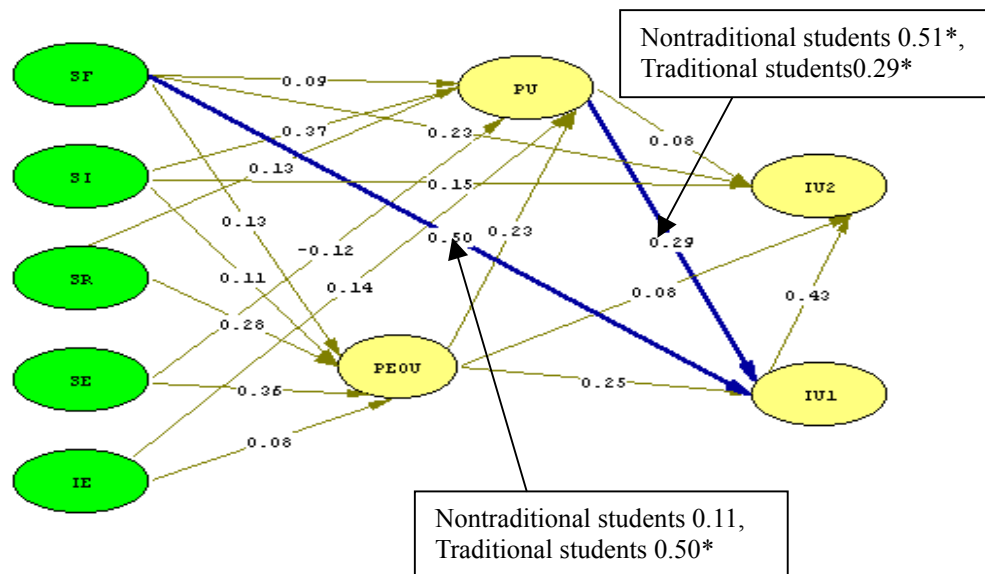 Nontraditional students 0.51*,
Traditional students0.29*
SF
0.09
PU
0.37
0.23
0.08
0.13
SI
0.15
IU2
0.13
0.50
0.23
0.29
-0.12
SR
0.11
0.14
0.08
0.43
0.28
PEOU
SE
0.36
0.25
IU1
0.08
IE
Nontraditional students 0.11,
Traditional students 0.50*